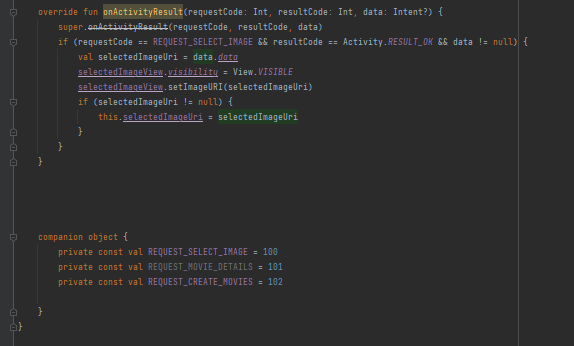 override fun onActivityResult(requestCode: Int, resultCode: Int, data: Intent?) {
super.onActivityResult(requestCode, resultCode, data)
if (requestCode == REQUEST_SELECT_IMAGE && resultCode == Activity.RESULT_OK && data != null) {
val selectedImageUri = data.data
selectedImageView.visibility = View.VISIBLE
selectedImageView.setImageURI(selectedImageUri)
if (selectedImageUri != null) {
this.selectedImageUri = selectedImageUri
}
}
}
companion object {
private const val REQUEST_SELECT_IMAGE = 100
private const val REQUEST_MOVIE_DETAILS = 101
private const val REQUEST_CREATE_MOVIES = 102
}
}